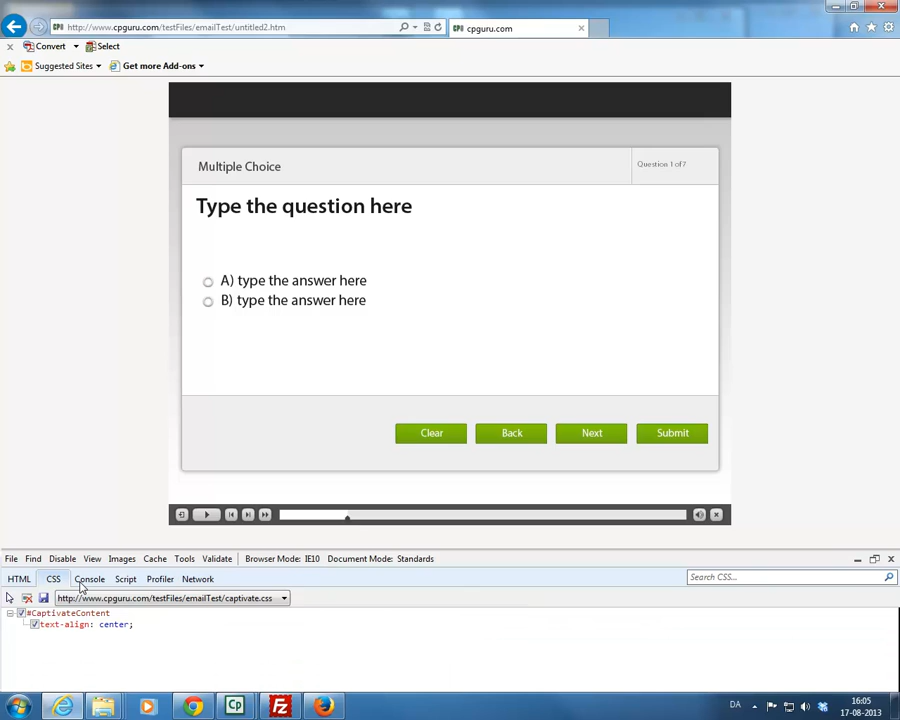 http://www.cpguru.com/testFiles/emailTest/untitled2.htm
cpguru.com
Convert
Select
Suggested Sites
Get more Add-ons
Multiple Choice
Question 1 of 7
Type the question here
A) type the answer here
B) type the answer here
Clear
Back
Next
Submit
File Find Disable View Images Cache Tools Validate Browser Mode: IE10 Document Mode: Standards
HTML CSS Console Script Profiler Network
Search CSS...
http://www.cpguru.com/testFiles/emailTest/captivate.css
#CaptivateContent
text-align: center;
DA
16:05
17-08-2013